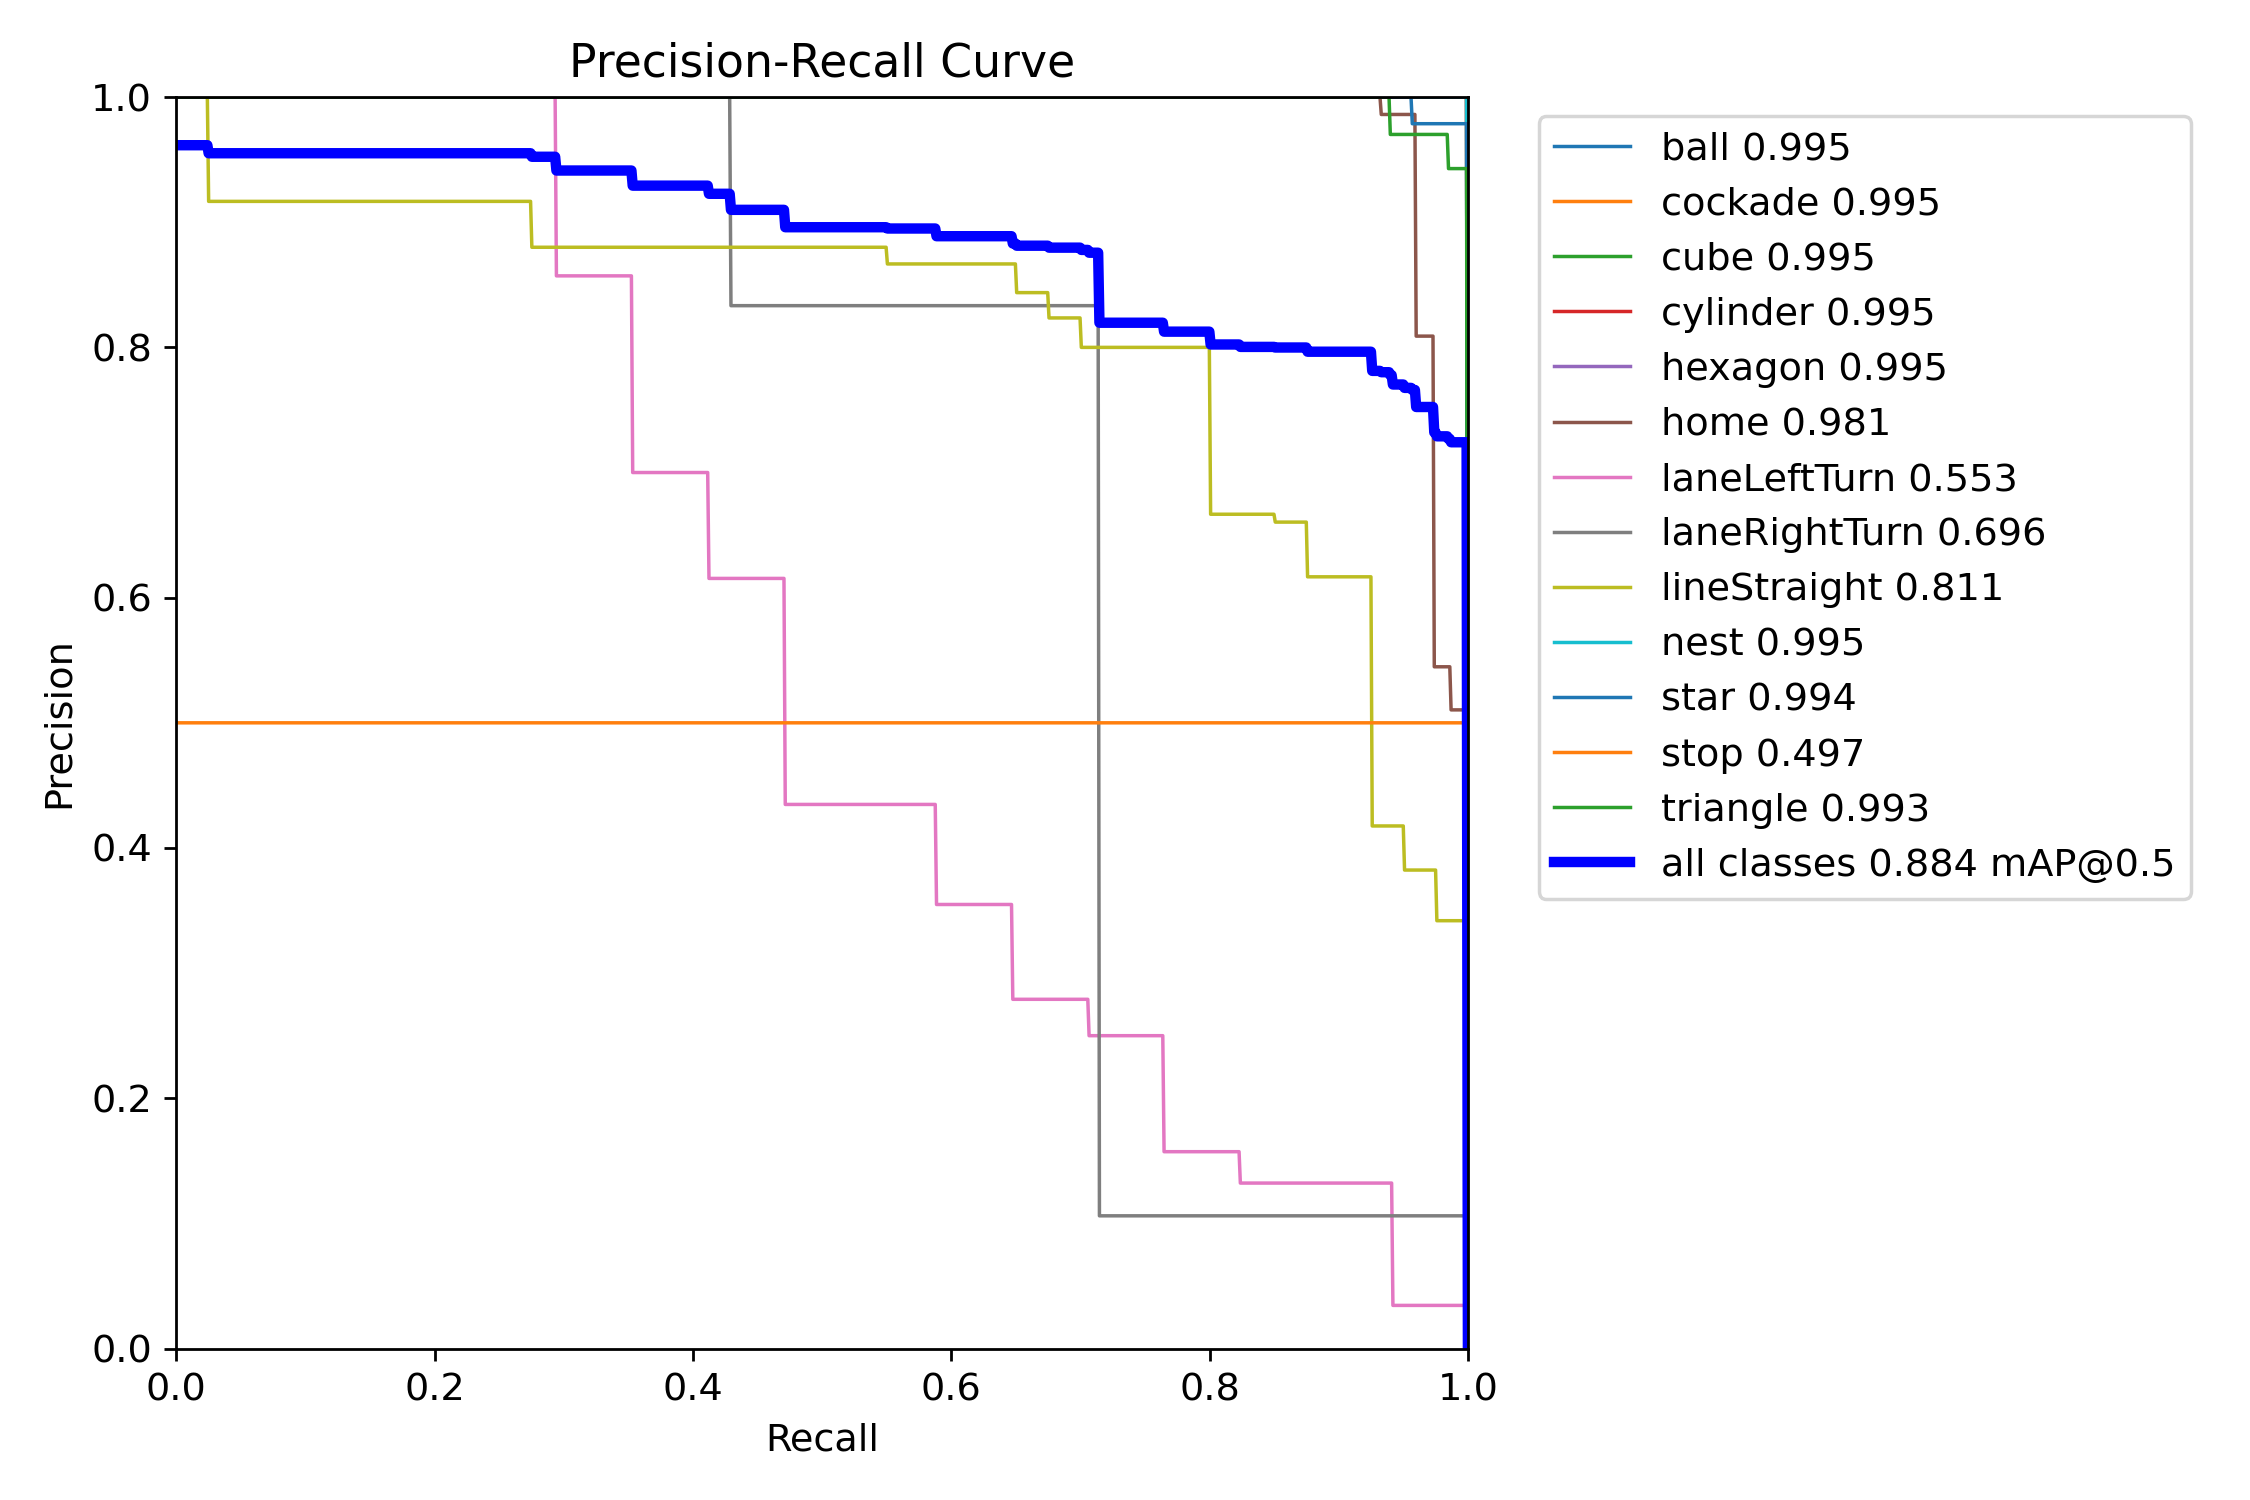 Precision-Recall Curve
1.0
0.8
0.6
0.4
0.2
0.0
Precision
0.0 0.2 0.4 0.6 0.8 1.0
Recall
ball 0.995
cockade 0.995
cube 0.995
cylinder 0.995
hexagon 0.995
home 0.981
laneLeftTurn 0.553
laneRightTurn 0.696
lineStraight 0.811
nest 0.995
star 0.994
stop 0.497
triangle 0.993
all classes 0.884 mAP@0.5